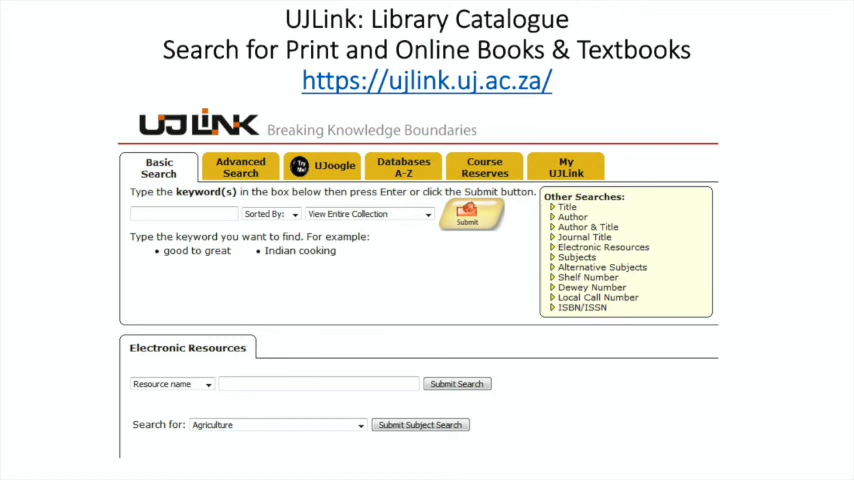 UJLink: Library Catalogue
Search for Print and Online Books & Textbooks
https://ujlink.uj.ac.za/
UJLiNK Breaking Knowledge Boundaries
Basic Search
Advanced Search
Try Me! UJoogle
Databases A-Z
Course Reserves
My UJLink
Type the keyword(s) in the box below then press Enter or click the Submit button.
Sorted By: View Entire Collection Submit
Type the keyword you want to find. For example:
• good to great • Indian cooking
Other Searches:
Title
Author
Author & Title
Journal Title
Electronic Resources
Subjects
Alternative Subjects
Shelf Number
Dewey Number
Local Call Number
ISBN/ISSN
Electronic Resources
Resource name Submit Search
Search for: Agriculture Submit Subject Search